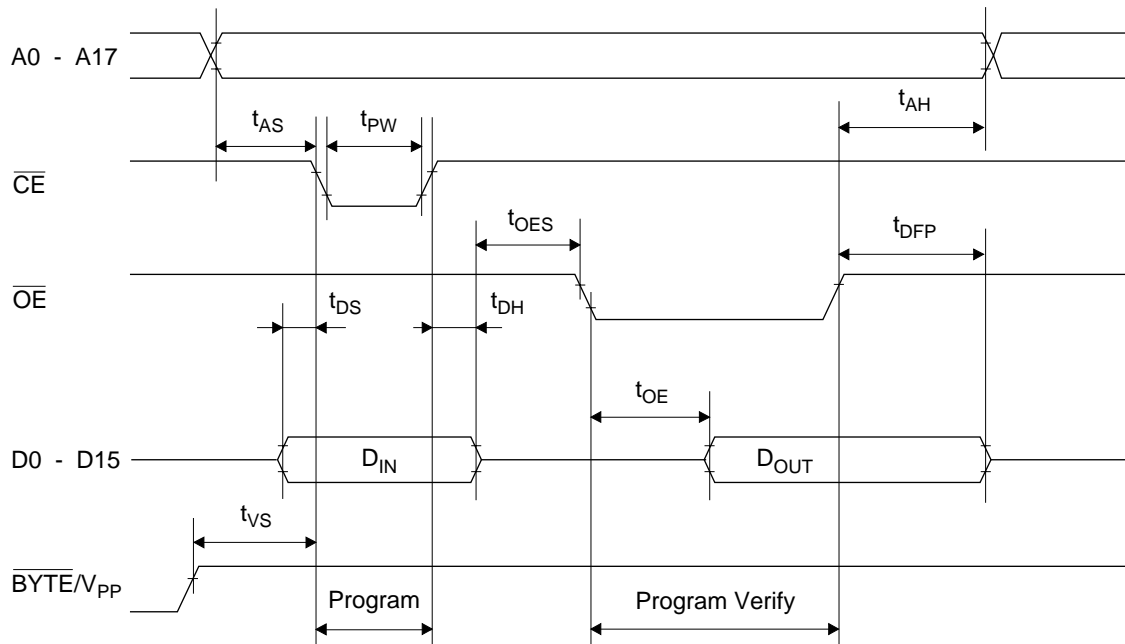 A0 - A17
tAH
tAS
tPW
CE
tOES
tDFP
OE
tDS
tDH
tOE
D0 - D15
DIN
DOUT
tVS
BYTE/VPP
Program
Program Verify